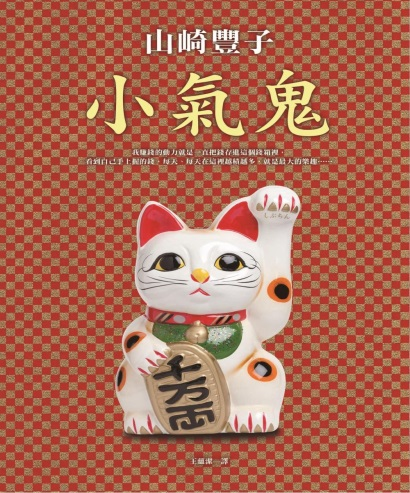 山崎豐子
小氣鬼
我賺錢的動力就是一直把錢存進這個錢箱裡，
看到自己手上握的錢，每天、每天在這裡越積越多，就是最大的樂趣……
千万両
王蘊潔 譯